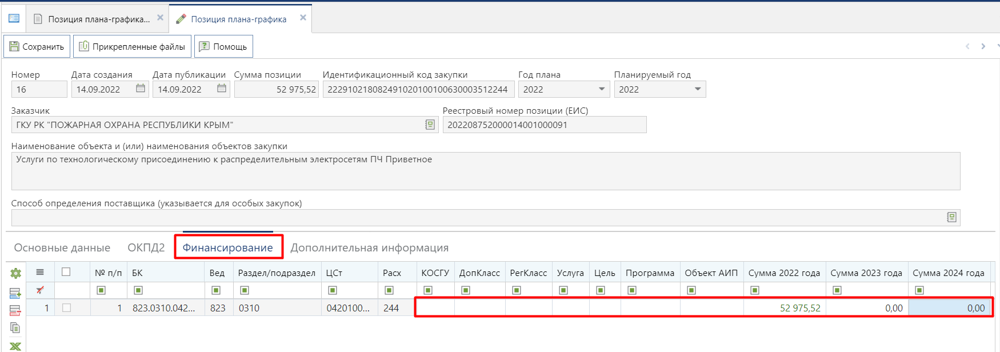 Позиция плана-графика...
Позиция плана-графика
Сохранить
Прикрепленные файлы
Помощь
Номер Дата создания Дата публикации Сумма позиции Идентификационный код закупки Год плана Планируемый год
16 14.09.2022 14.09.2022 52 975,52 222910218082491020100100630003512244 2022 2022
Заказчик Реестровый номер позиции (ЕИС)
ГКУ РК "ПОЖАРНАЯ ОХРАНА РЕСПУБЛИКИ КРЫМ" 202208752000014001000091
Наименование объекта и (или) наименования объектов закупки
Услуги по технологическому присоединению к распределительным электросетям ПЧ Приветное
Способ определения поставщика (указывается для особых закупок)
Основные данные ОКПД2 Финансирование Дополнительная информация
№ п/п БК Вед Раздел/подраздел ЦСт Расх КОСГУ ДопКласс РегКласс Услуга Цель Программа Объект АИП Сумма 2022 года Сумма 2023 года Сумма 2024 года
1 1 823.0310.042... 823 0310 0420100... 244 52 975,52 0,00 0,00